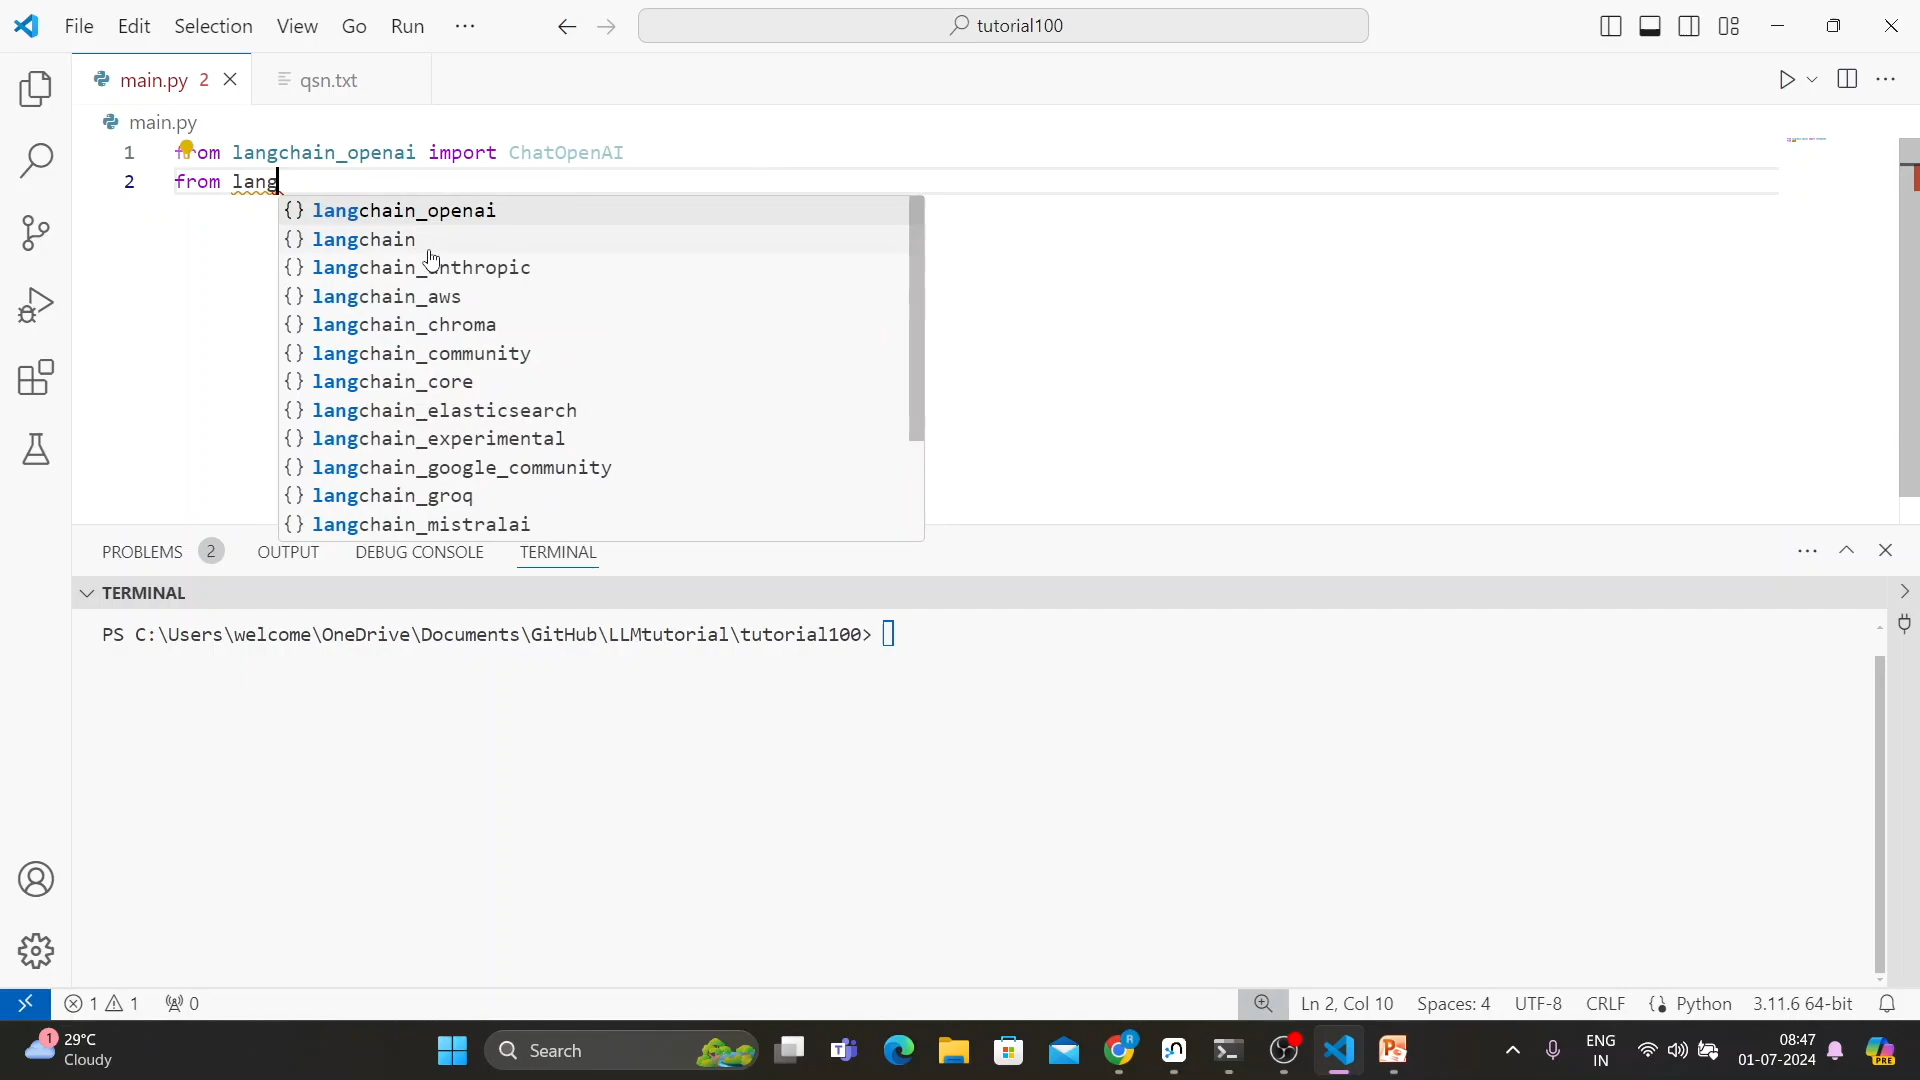 File Edit Selection View Go Run ··· tutorial100
main.py 2 qsn.txt
main.py
1 from langchain_openai import ChatOpenAI
2 from lang
{} langchain_openai
{} langchain
{} langchain_anthropic
{} langchain_aws
{} langchain_chroma
{} langchain_community
{} langchain_core
{} langchain_elasticsearch
{} langchain_experimental
{} langchain_google_community
{} langchain_groq
{} langchain_mistralai
PROBLEMS 2 OUTPUT DEBUG CONSOLE TERMINAL
TERMINAL
PS C:\Users\welcome\OneDrive\Documents\GitHub\LLMtutorial\tutorial100>
1 1 0 Ln 2, Col 10 Spaces: 4 UTF-8 CRLF Python 3.11.6 64-bit
1 29°C Search ENG 08:47
Cloudy IN 01-07-2024 PRE